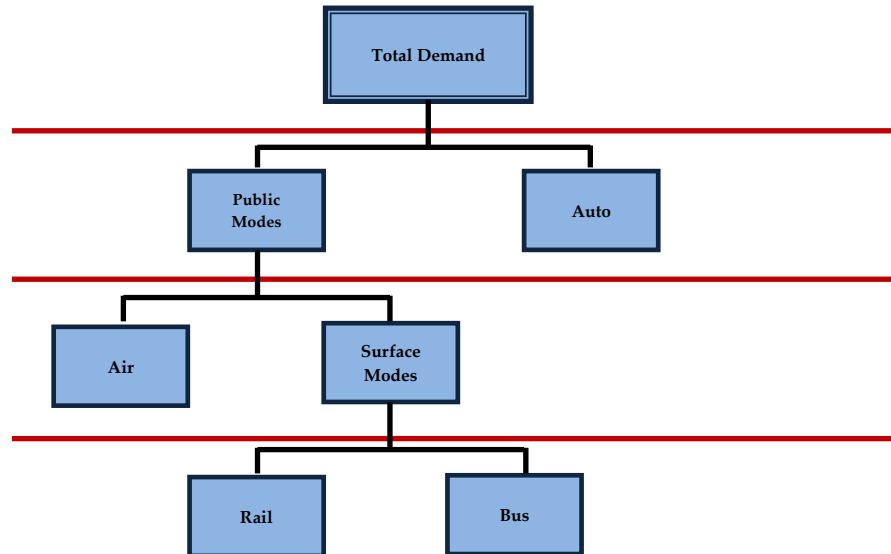 Total Demand
Public
Modes
Auto
Air
Surface
Modes
Rail
Bus